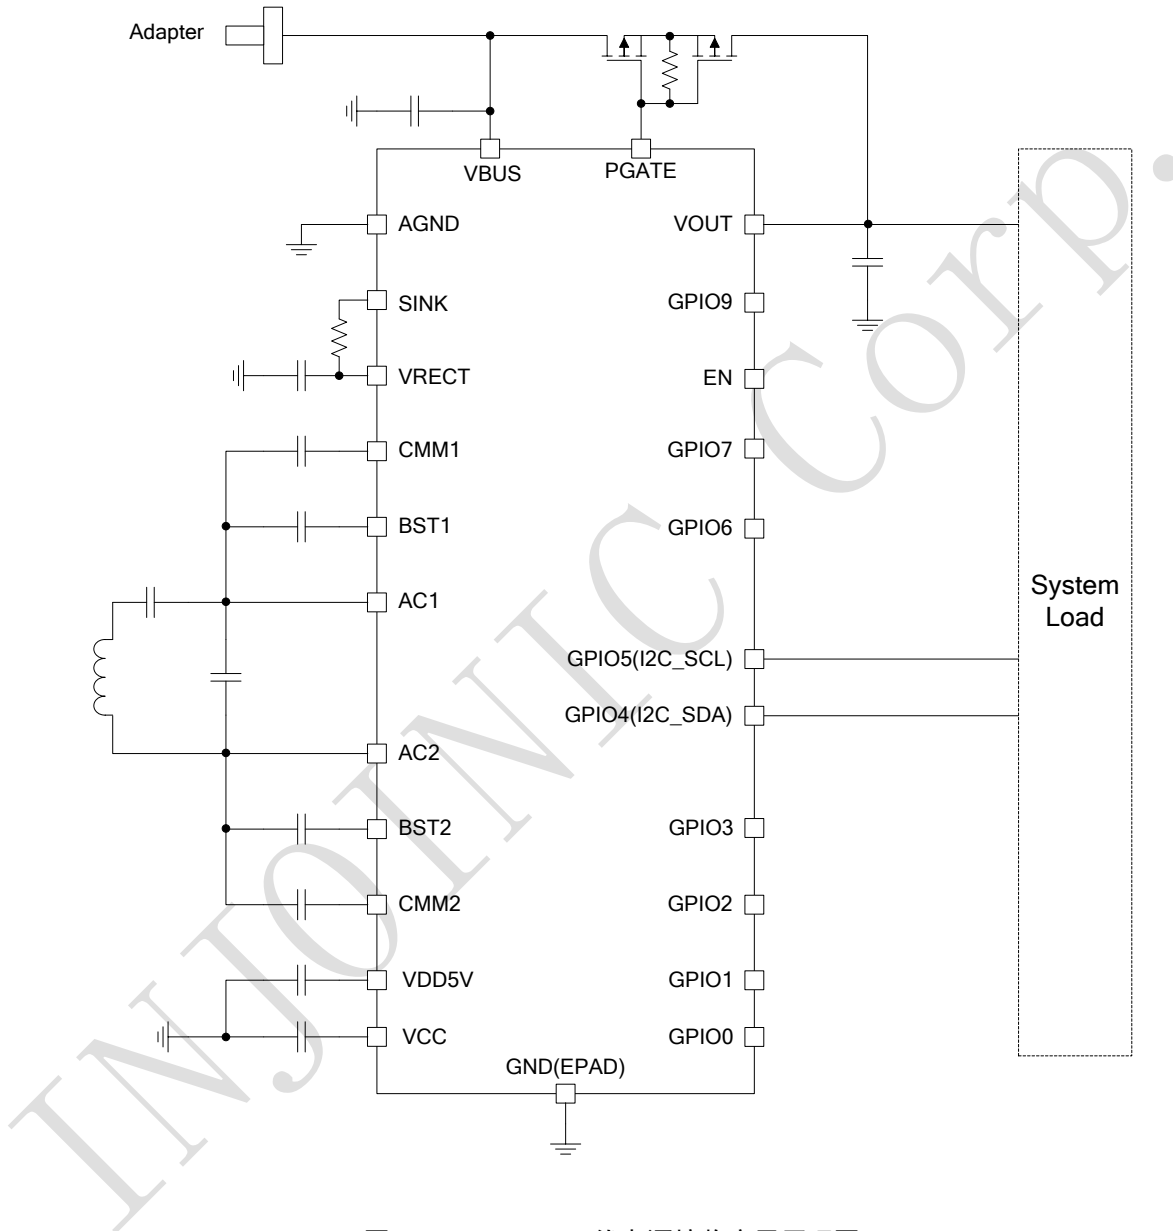 Adapter
VBUS
PGATE
AGND
VOUT
SINK
GPIO9
VRECT
EN
CMM1
GPIO7
BST1
GPIO6
AC1
System
Load
GPIO5(I2C_SCL)
GPIO4(I2C_SDA)
AC2
BST2
GPIO3
CMM2
GPIO2
VDD5V
GPIO1
VCC
GPIO0
GND(EPAD)
INJOINIC Corp.